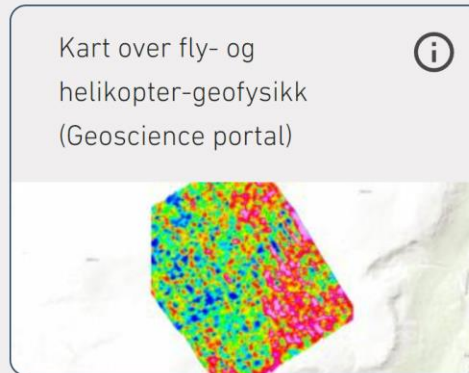 Kart over fly- og
helikopter-geofysikk
(Geoscience portal)